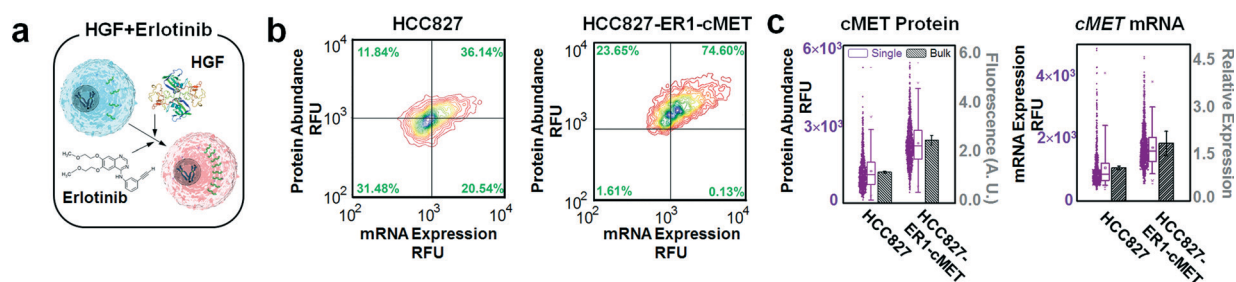 a
HGF+Erlotinib
HGF
Erlotinib
b
HCC827
Protein Abundance
RFU
10⁴
10³
10²
11.84%
36.14%
31.48%
20.54%
10²
10³
10⁴
mRNA Expression
RFU
HCC827-ER1-cMET
Protein Abundance
RFU
10⁴
10³
10²
23.65%
74.60%
1.61%
0.13%
10²
10³
10⁴
mRNA Expression
RFU
c
cMET Protein
Protein Abundance
RFU
6×10³
3×10³
0
Single
Bulk
6.0
4.0
2.0
0.0
Fluorescence (A. U.)
HCC827
HCC827-
ER1-cMET
cMET mRNA
mRNA Expression
RFU
4×10³
2×10³
0
4.5
3.0
1.5
0.0
Relative Expression
HCC827
HCC827-
ER1-cMET